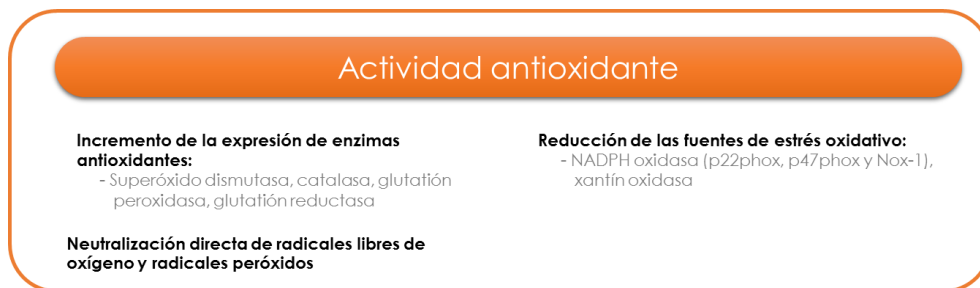 Actividad antioxidante
Incremento de la expresión de enzimas
antioxidantes:
- Superóxido dismutasa, catalasa, glutatión
peroxidasa, glutatión reductasa
Neutralización directa de radicales libres de
oxígeno y radicales peróxidos
Reducción de las fuentes de estrés oxidativo:
- NADPH oxidasa (p22phox, p47phox y Nox-1),
xantín oxidasa